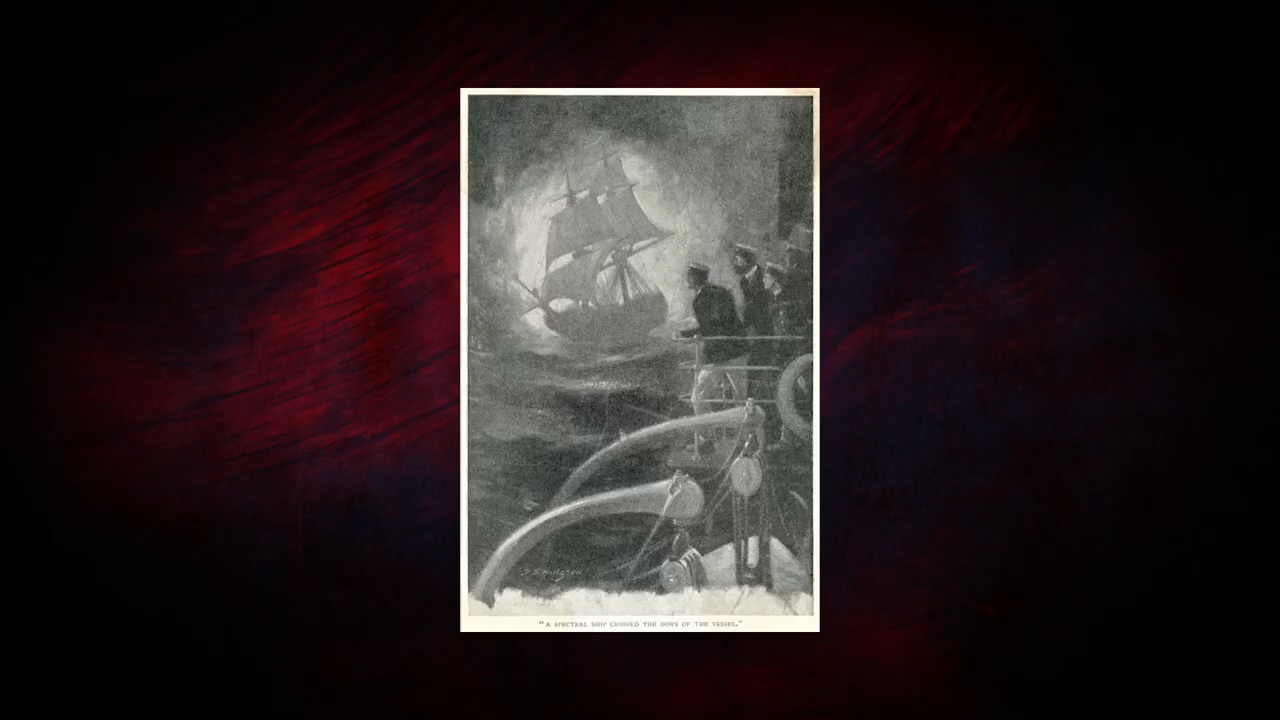 "A SPECTRAL SHIP CROSSED THE BOWS OF THE VESSEL."